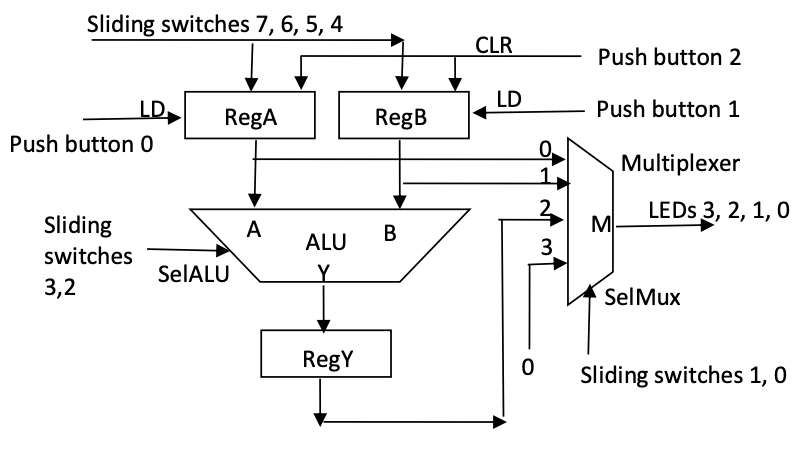 Sliding switches 7, 6, 5, 4
CLR
Push button 2
LD
RegA
RegB
LD
Push button 1
Push button 0
0
Multiplexer
1
2
LEDs 3, 2, 1, 0
Sliding
switches
3,2
A
B
ALU
M
3
SelALU
Y
SelMux
RegY
0
Sliding switches 1, 0